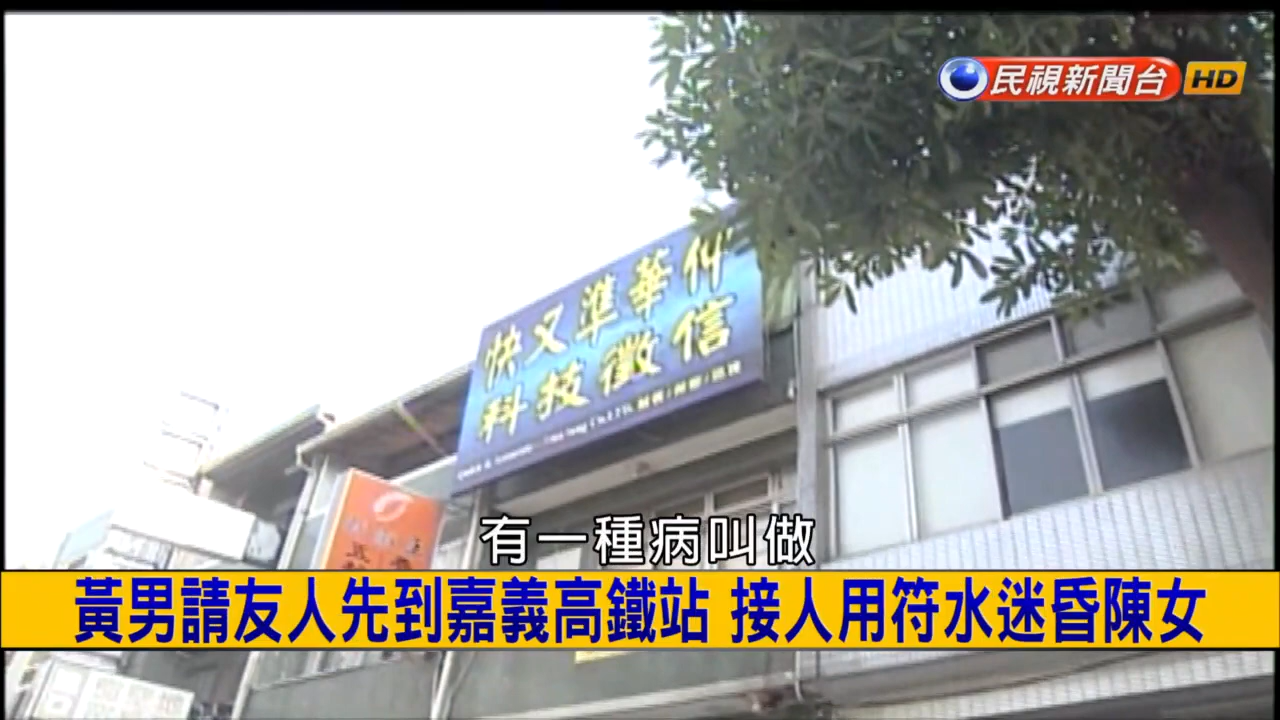 民視新聞台 HD
快又準華仲
科技徵信
有一種病叫做
黃男請友人先到嘉義高鐵站 接人用符水迷昏陳女